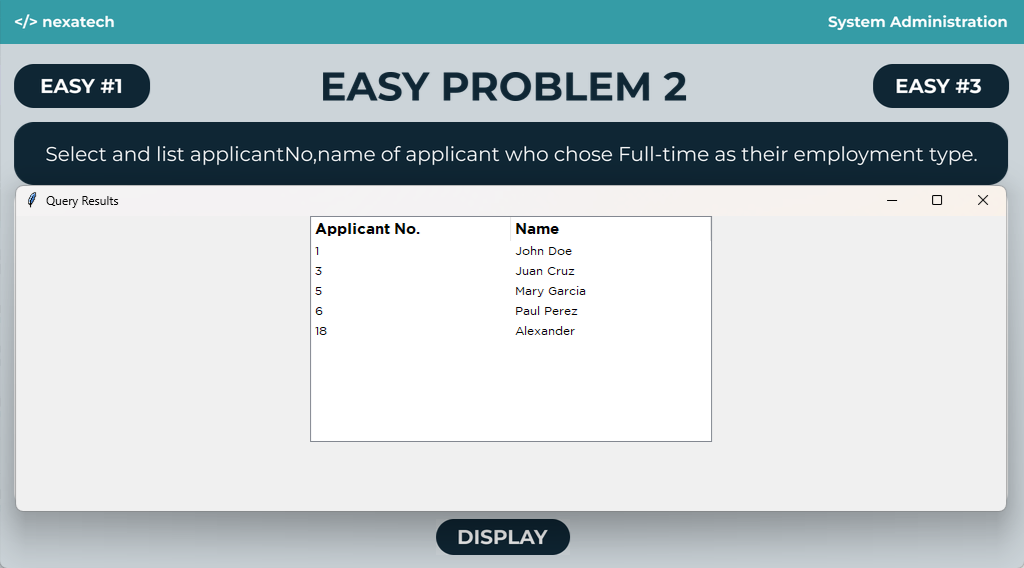 </> nexatech
System Administration
EASY #1
EASY PROBLEM 2
EASY #3
Select and list applicantNo,name of applicant who chose Full-time as their employment type.
Query Results
Applicant No. Name
1 John Doe
3 Juan Cruz
5 Mary Garcia
6 Paul Perez
18 Alexander
DISPLAY